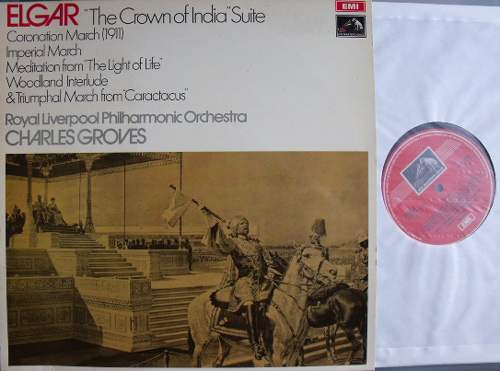 ELGAR "The Crown of India" Suite
Coronation March (1911)
Imperial March
Meditation from "The Light of Life"
Woodland Interlude
& Triumphal March from "Caractacus"
Royal Liverpool Philharmonic Orchestra
CHARLES GROVES
EMI